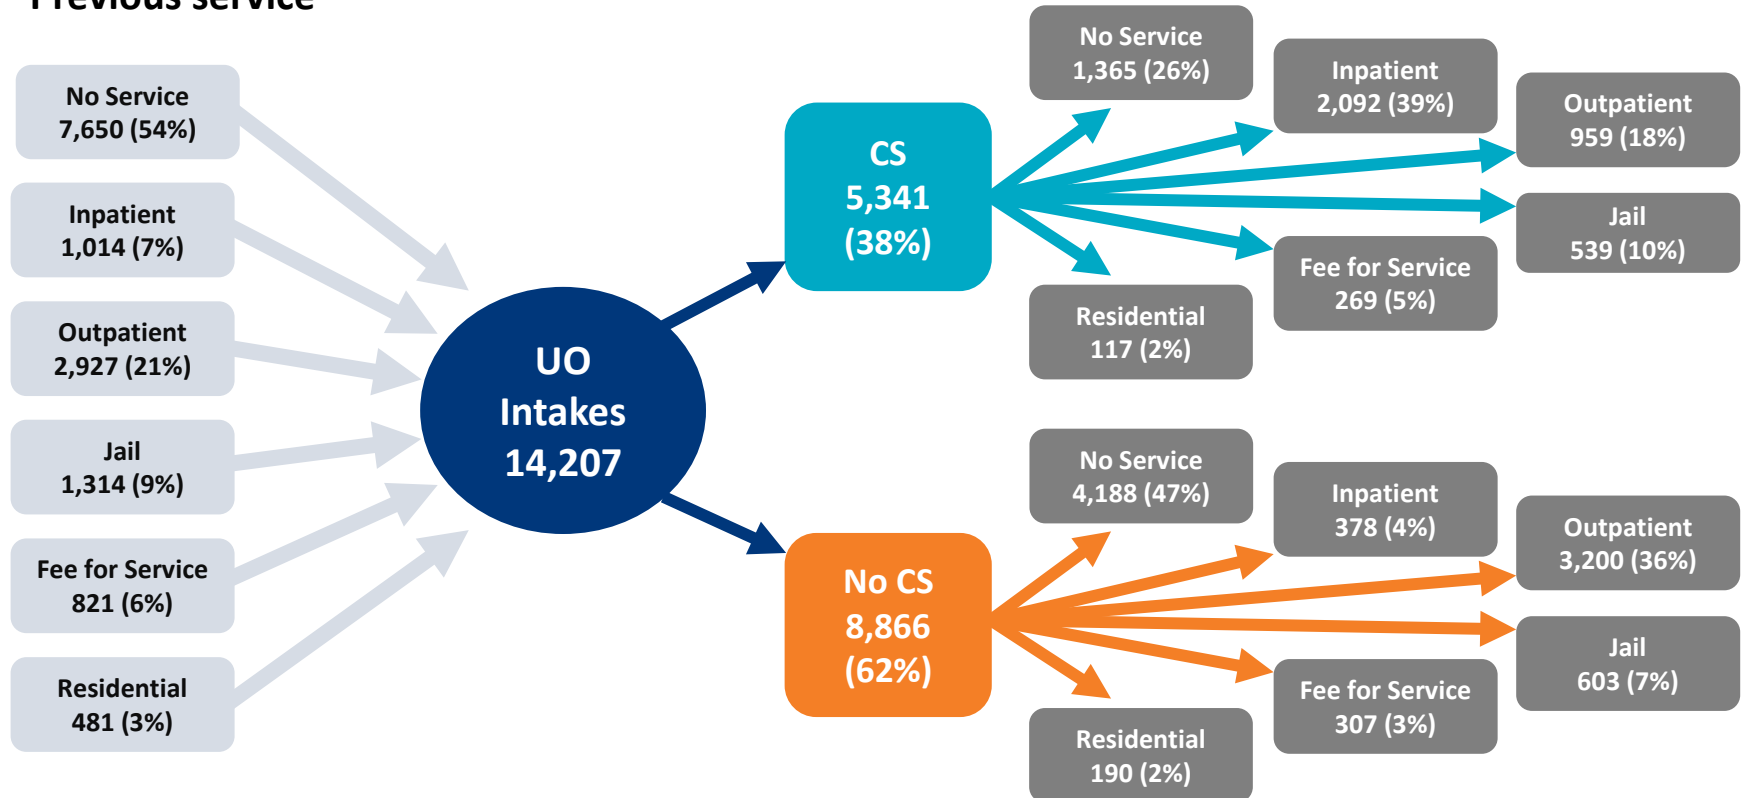 Previous service
No Service
7,650 (54%)
Inpatient
1,014 (7%)
Outpatient
2,927 (21%)
Jail
1,314 (9%)
Fee for Service
821 (6%)
Residential
481 (3%)
UO
Intakes
14,207
CS
5,341
(38%)
No Service
1,365 (26%)
Inpatient
2,092 (39%)
Outpatient
959 (18%)
Jail
539 (10%)
Fee for Service
269 (5%)
Residential
117 (2%)
No CS
8,866
(62%)
No Service
4,188 (47%)
Inpatient
378 (4%)
Outpatient
3,200 (36%)
Jail
603 (7%)
Fee for Service
307 (3%)
Residential
190 (2%)